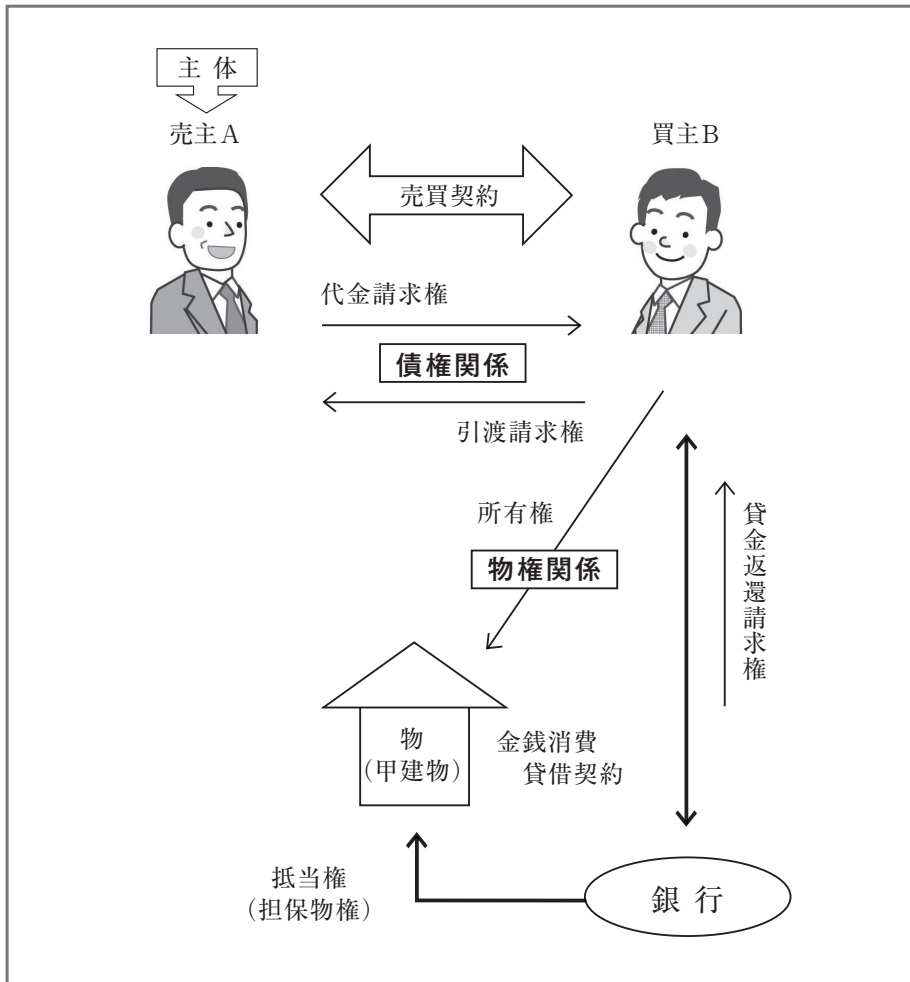 主体
売主A
買主B
売買契約
代金請求権
債権関係
引渡請求権
所有権
物権関係
貸金返還請求権
物
（甲建物）
金銭消費
貸借契約
抵当権
（担保物権）
銀行